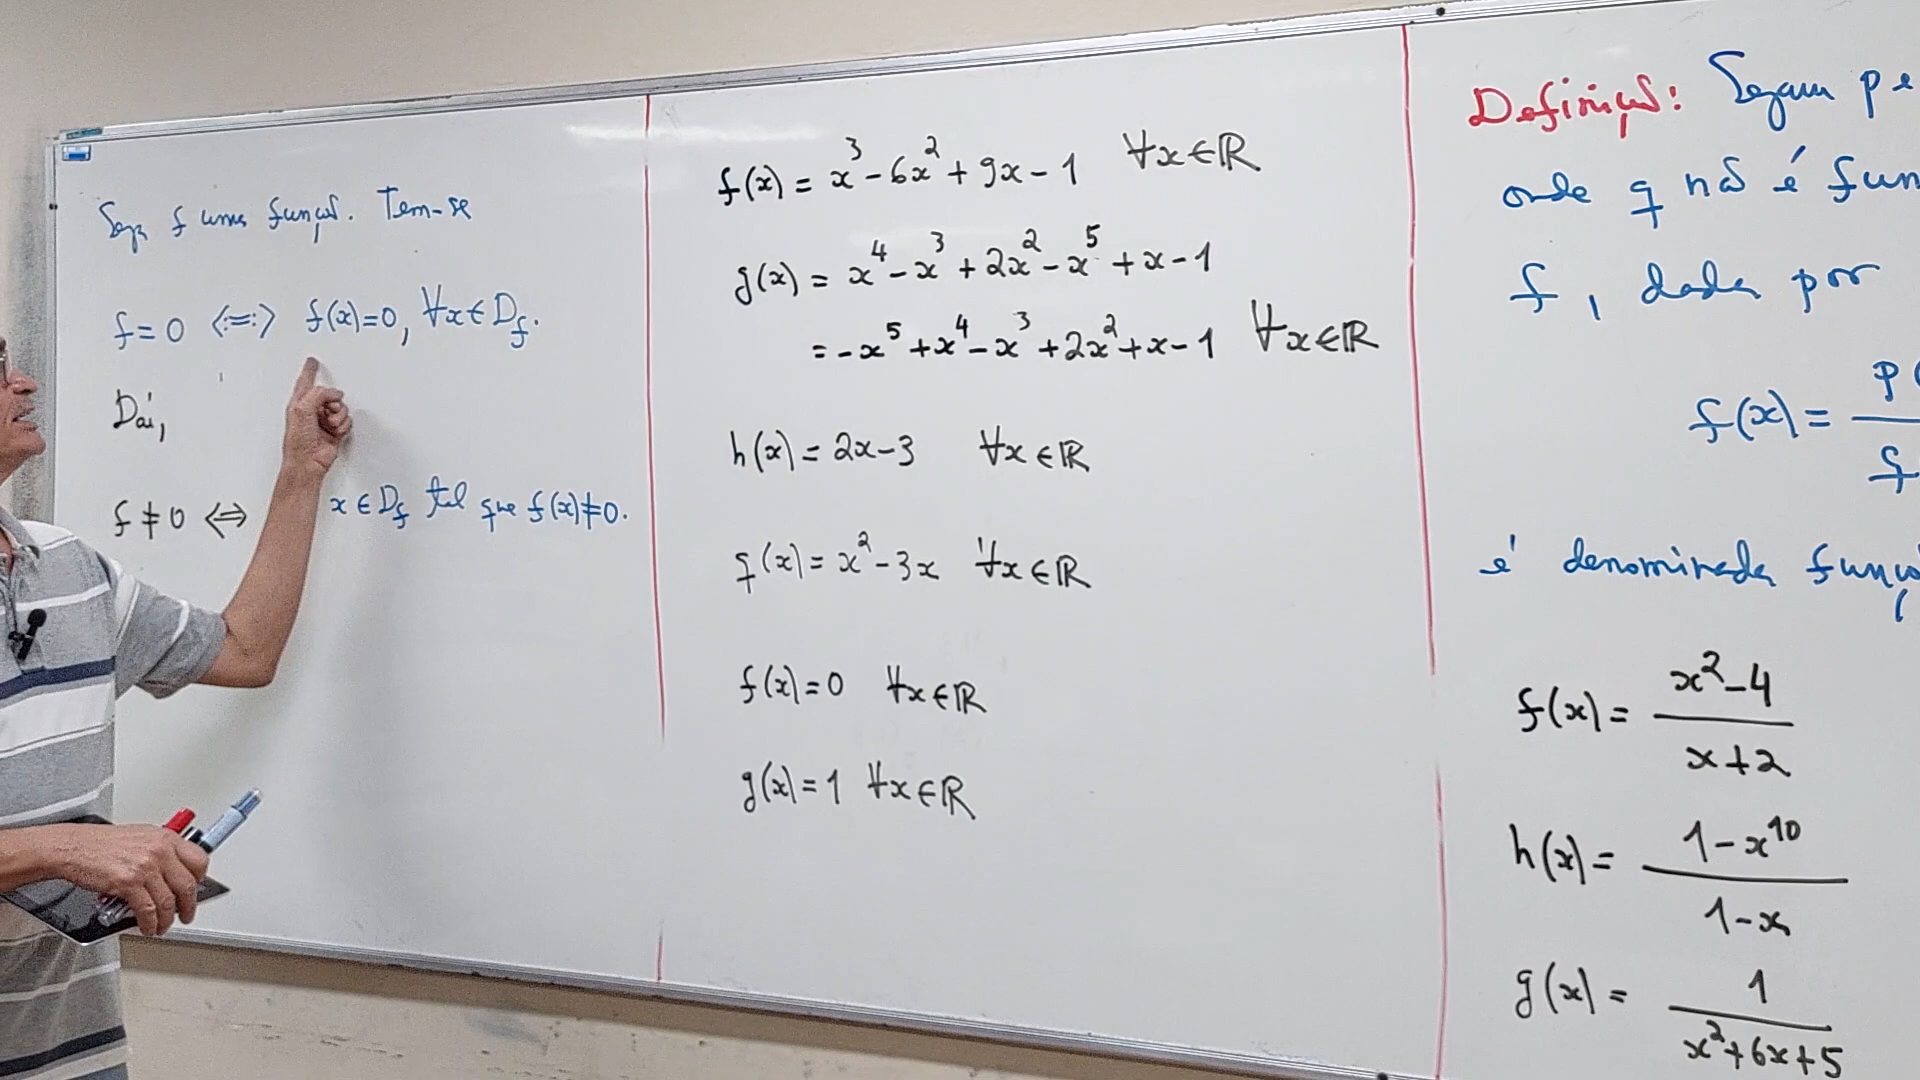 Seja f uma função. Tem-se
f = 0 <=> f(x)=0, ∀x∈D_f.
Daí,
f ≠ 0 ⇔ x ∈ D_f tal que f(x)≠0.
f(x) = x³ - 6x² + 9x - 1 ∀x∈ℝ
g(x) = x⁴ - x³ + 2x² - x⁵ + x - 1
= -x⁵ + x⁴ - x³ + 2x² + x - 1 ∀x∈ℝ
h(x) = 2x - 3 ∀x∈ℝ
q(x) = x² - 3x ∀x∈ℝ
f(x) = 0 ∀x∈ℝ
g(x) = 1 ∀x∈ℝ
Definição: Sejam p e
onde q não é fun
f, dada por
f(x) = p(
q
é denominada função
f(x) = (x² - 4)/(x + 2)
h(x) = (1 - x¹⁰)/(1 - x)
g(x) = 1/(x² + 6x + 5)